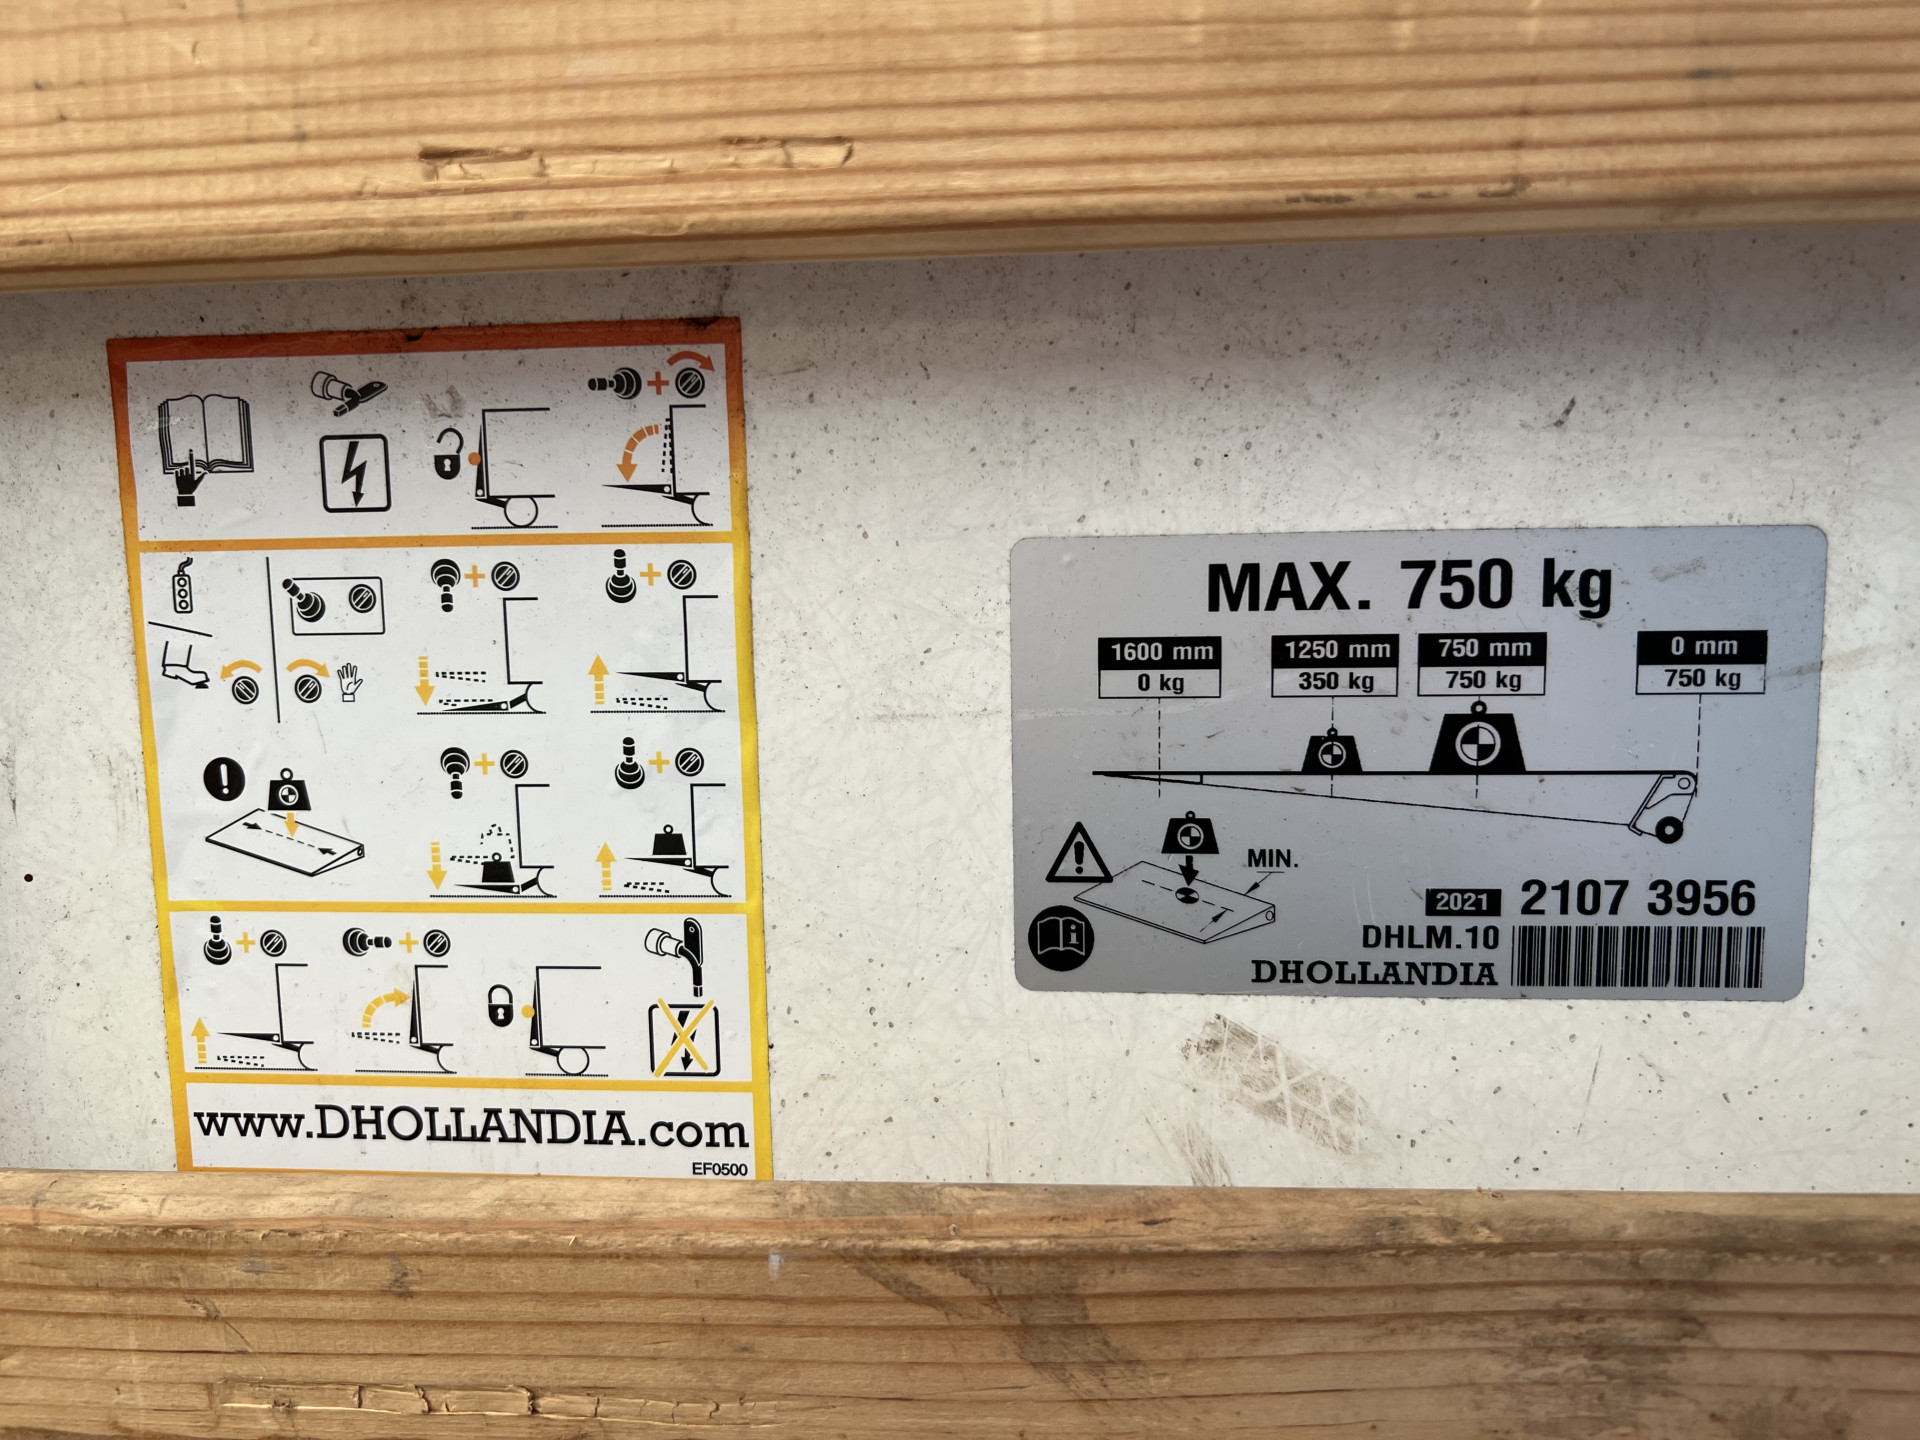 www.DHOLLANDIA.com
EF0500
MAX. 750 kg
1600 mm 1250 mm 750 mm 0 mm
0 kg 350 kg 750 kg 750 kg
MIN.
2021 2107 3956
DHLM.10
DHOLLANDIA